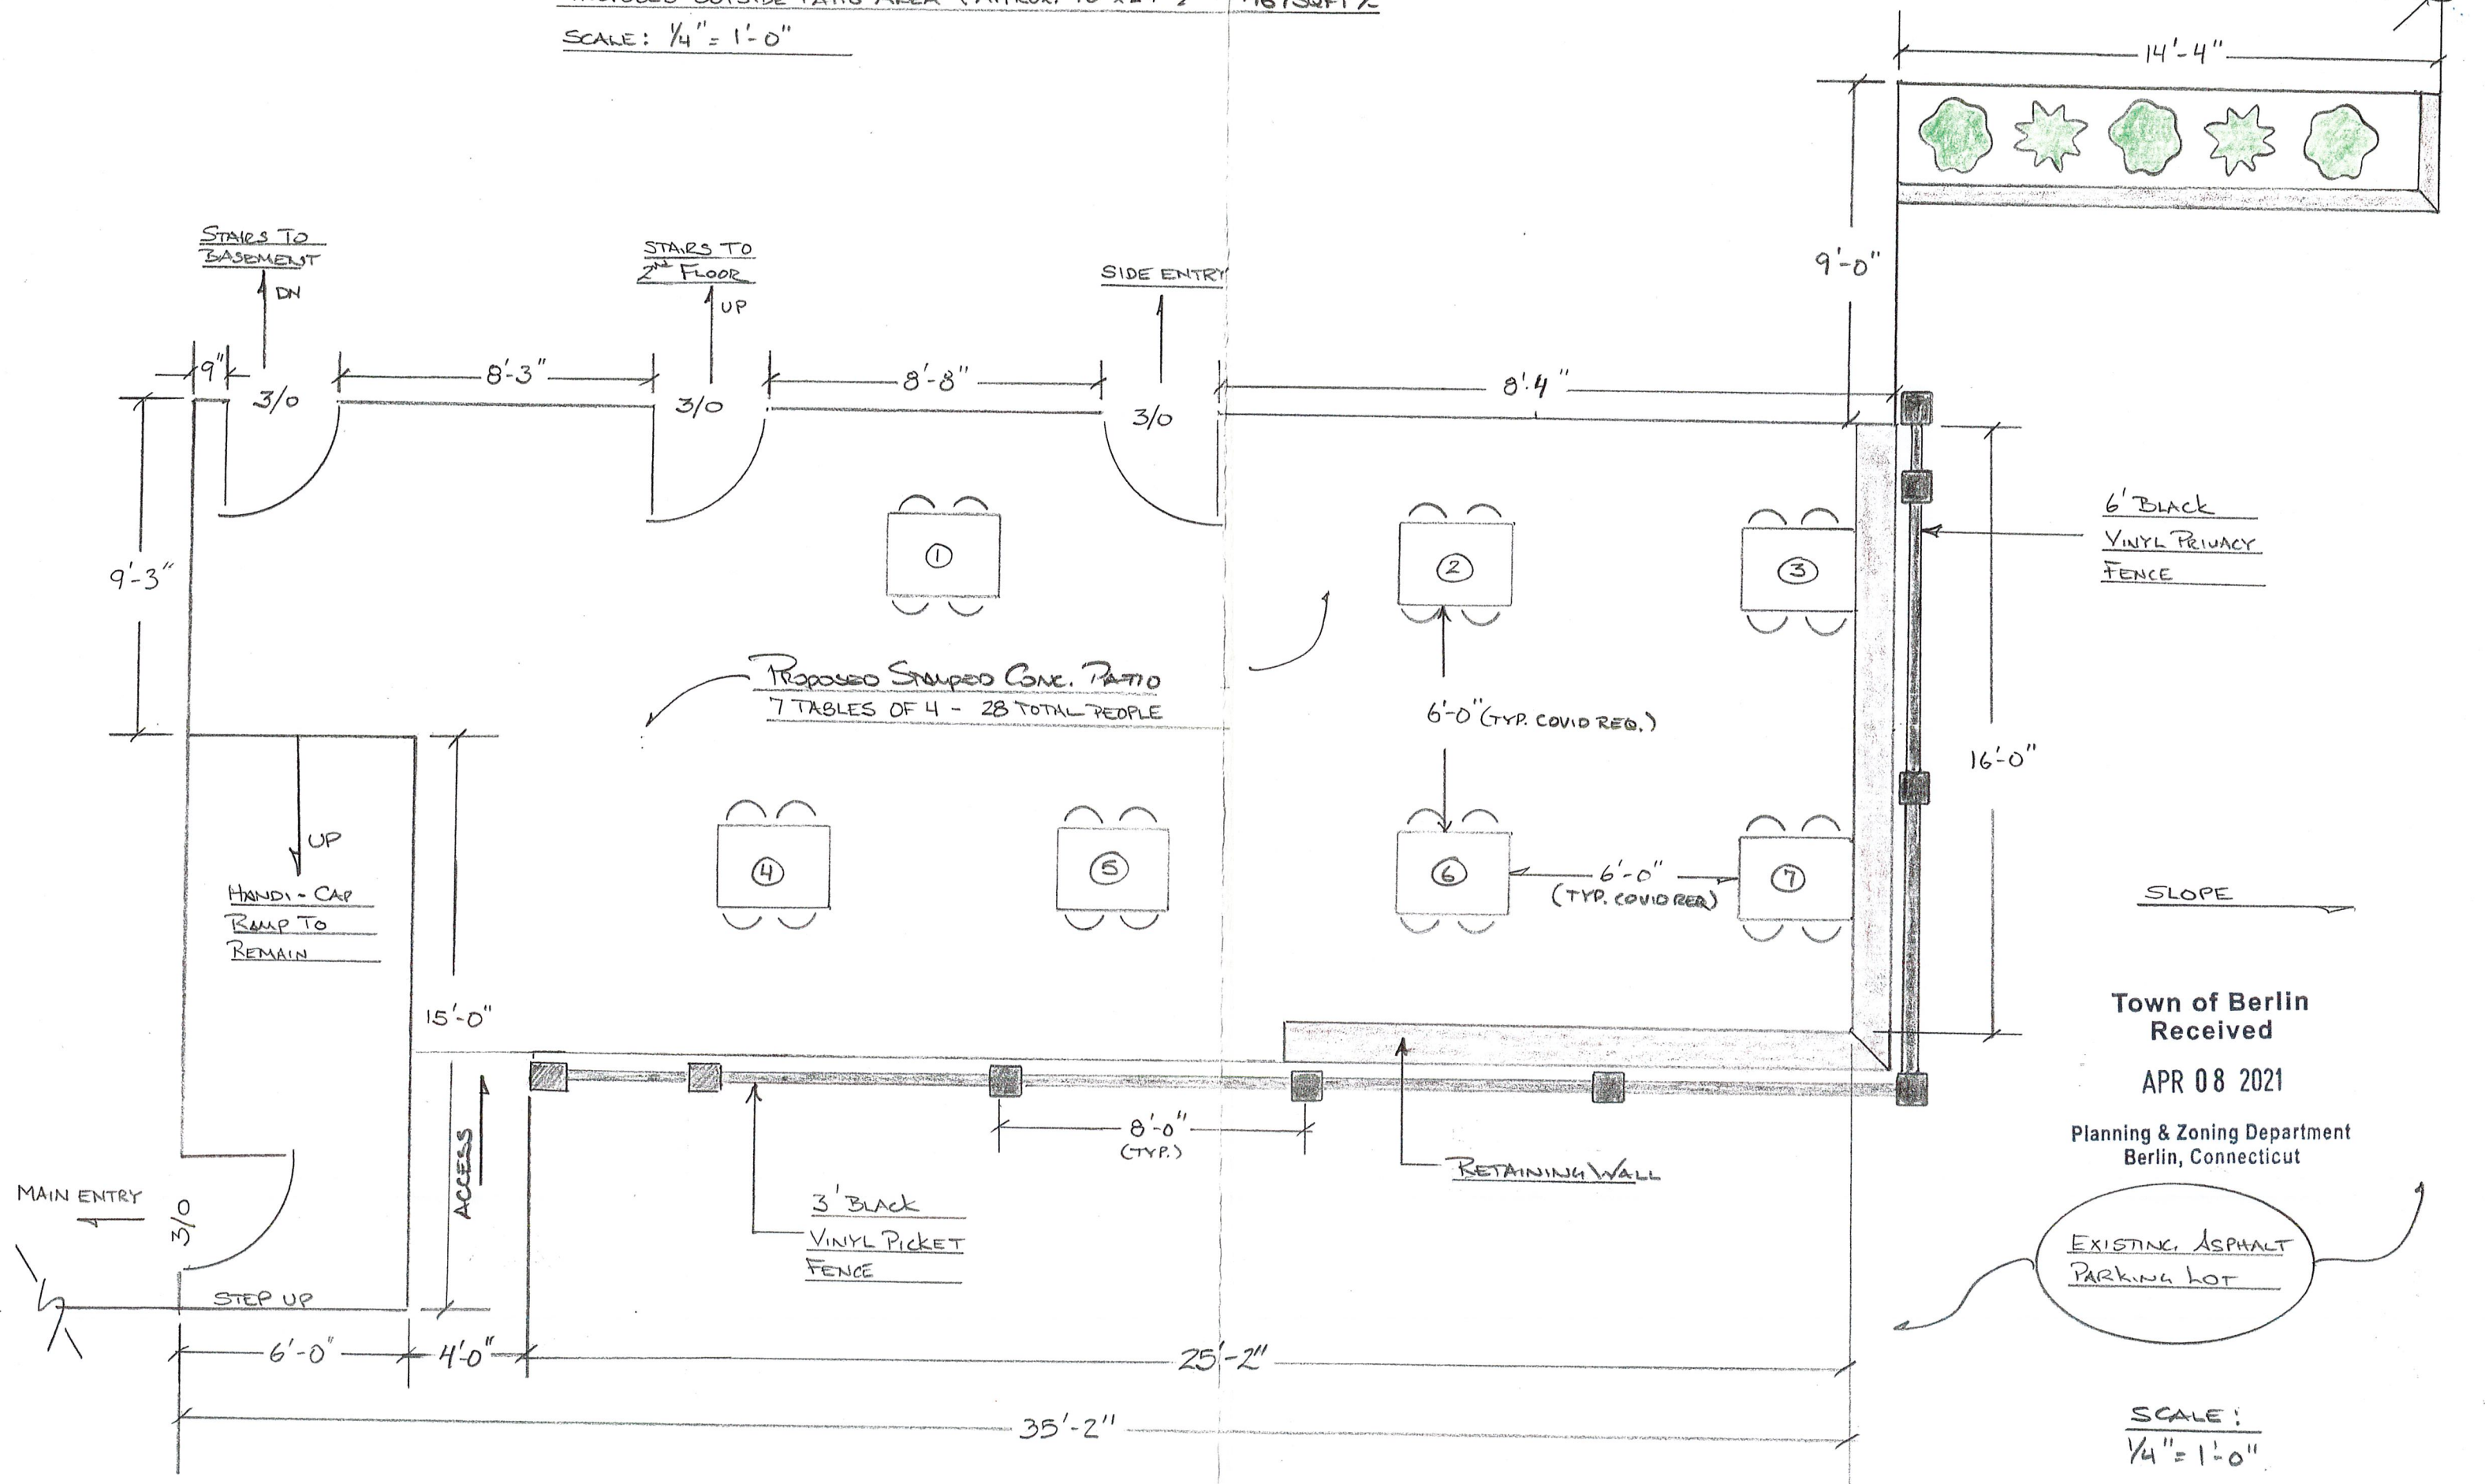 SCALE: 1/4" = 1'-0"
14'-4"
9'-0"
STAIRS TO
BASEMENT
DN
STAIRS TO
2ND FLOOR
UP
SIDE ENTRY
9"
3/0
8'-3"
3/0
8'-8"
3/0
8'.4"
9'-3"
1
2
3
6' BLACK
VINYL PRIVACY
FENCE
PROPOSED STAMPED CONC. PATIO
7 TABLES OF 4 - 28 TOTAL PEOPLE
6'-0" (TYP. COVID REQ.)
16'-0"
UP
HANDI-CAP
RAMP TO
REMAIN
4
5
6
6'-0"
(TYP. COVID REQ)
7
SLOPE
15'-0"
Town of Berlin
Received
APR 08 2021
Planning & Zoning Department
Berlin, Connecticut
ACCESS
8'-0"
(TYP.)
RETAINING WALL
MAIN ENTRY
3/0
3' BLACK
VINYL PICKET
FENCE
EXISTING ASPHALT
PARKING LOT
STEP UP
6'-0"
4'-0"
25'-2"
35'-2"
SCALE:
1/4" = 1'-0"